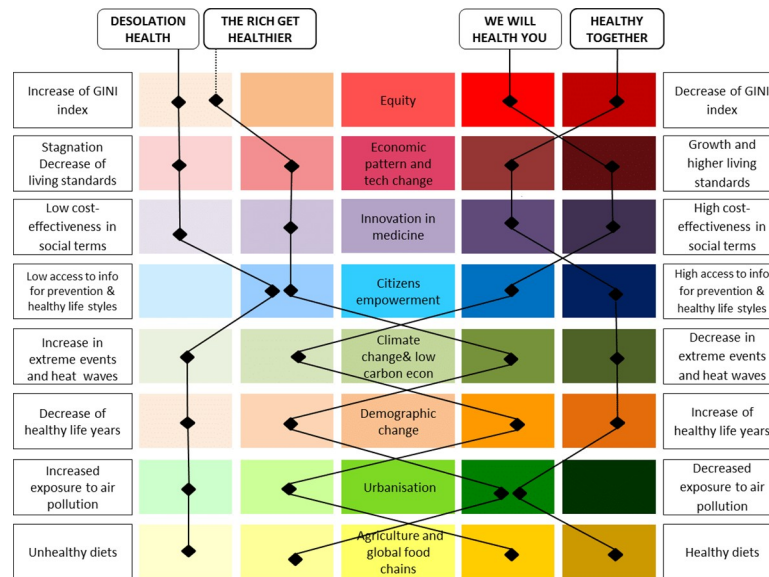 DESOLATION
HEALTH
THE RICH GET
HEALTHIER
WE WILL
HEALTH YOU
HEALTHY
TOGETHER
Increase of GINI
index
Equity
Decrease of GINI
index
Stagnation
Decrease of
living standards
Economic
pattern and
tech change
Growth and
higher living
standards
Low cost-
effectiveness in
social terms
Innovation in
medicine
High cost-
effectiveness in
social terms
Low access to info
for prevention &
healthy life styles
Citizens
empowerment
High access to info
for prevention &
healthy life styles
Increase in
extreme events
and heat waves
Climate
change& low
carbon econ
Decrease in
extreme events
and heat waves
Decrease of
healthy life years
Demographic
change
Increase of
healthy life years
Increased
exposure to air
pollution
Urbanisation
Decreased
exposure to air
pollution
Unhealthy diets
Agriculture and
global food
chains
Healthy diets